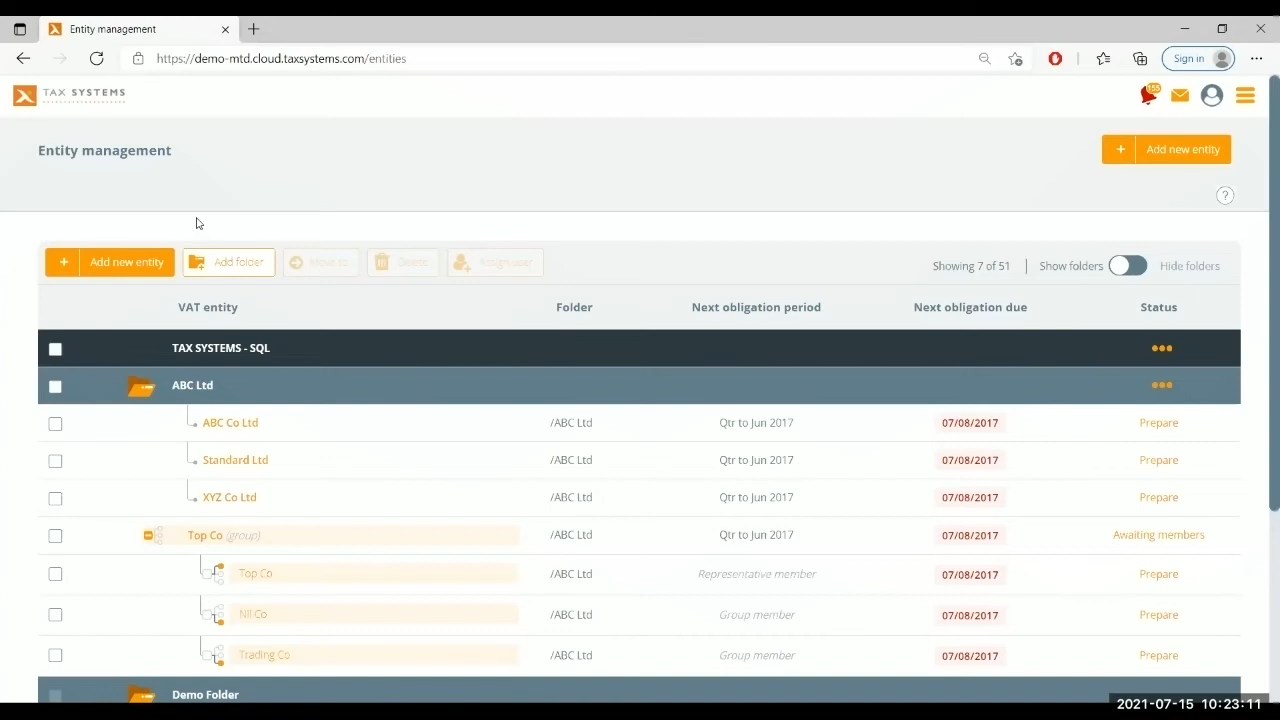 Entity management
https://demo-mtd.cloud.taxsystems.com/entities
Sign in
TAX SYSTEMS
155
Entity management
+ Add new entity
?
+ Add new entity
Add folder
Move to
Delete
Assign user
Showing 7 of 51
Show folders
Hide folders
VAT entity Folder Next obligation period Next obligation due Status
TAX SYSTEMS - SQL
ABC Ltd
ABC Co Ltd /ABC Ltd Qtr to Jun 2017 07/08/2017 Prepare
Standard Ltd /ABC Ltd Qtr to Jun 2017 07/08/2017 Prepare
XYZ Co Ltd /ABC Ltd Qtr to Jun 2017 07/08/2017 Prepare
Top Co (group) /ABC Ltd Qtr to Jun 2017 07/08/2017 Awaiting members
Top Co /ABC Ltd Representative member 07/08/2017 Prepare
Nil Co /ABC Ltd Group member 07/08/2017 Prepare
Trading Co /ABC Ltd Group member 07/08/2017 Prepare
Demo Folder
2021-07-15 10:23:11